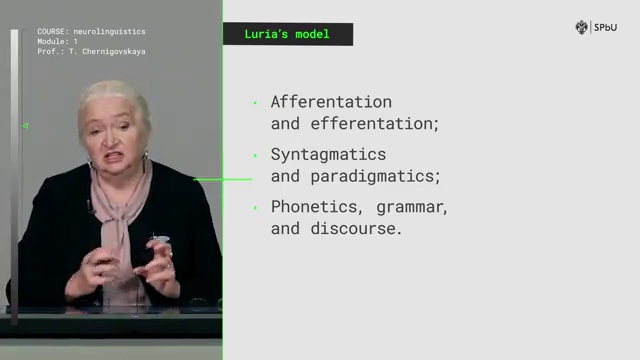 COURSE: neurolinguistics
Module: 1
Prof.: T. Chernigovskaya
Luria's model
SPbU
Afferentation
and efferentation;
Syntagmatics
and paradigmatics;
Phonetics, grammar,
and discourse.